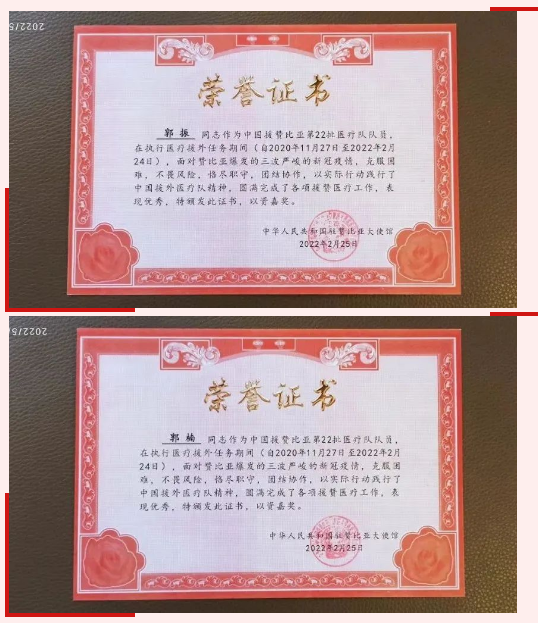 2022/5/
荣誉证书
郭振 同志作为中国援赞比亚第22批医疗队队员，
在执行医疗援外任务期间（自2020年11月27日至2022年2月
24日），面对赞比亚爆发的三波严峻的新冠疫情，克服困
难，不畏风险，恪尽职守，团结协作，以实际行动践行了
中国援外医疗队精神，圆满完成了各项援赞医疗工作，表
现优秀，特颁发此证书，以资嘉奖。
中华人民共和国驻赞比亚大使馆
2022年2月25日
2022/5/
荣誉证书
郭楠 同志作为中国援赞比亚第22批医疗队队员，
在执行医疗援外任务期间（自2020年11月27日至2022年2月
24日），面对赞比亚爆发的三波严峻的新冠疫情，克服困
难，不畏风险，恪尽职守，团结协作，以实际行动践行了
中国援外医疗队精神，圆满完成了各项援赞医疗工作，表
现优秀，特颁发此证书，以资嘉奖。
中华人民共和国驻赞比亚大使馆
2022年2月25日